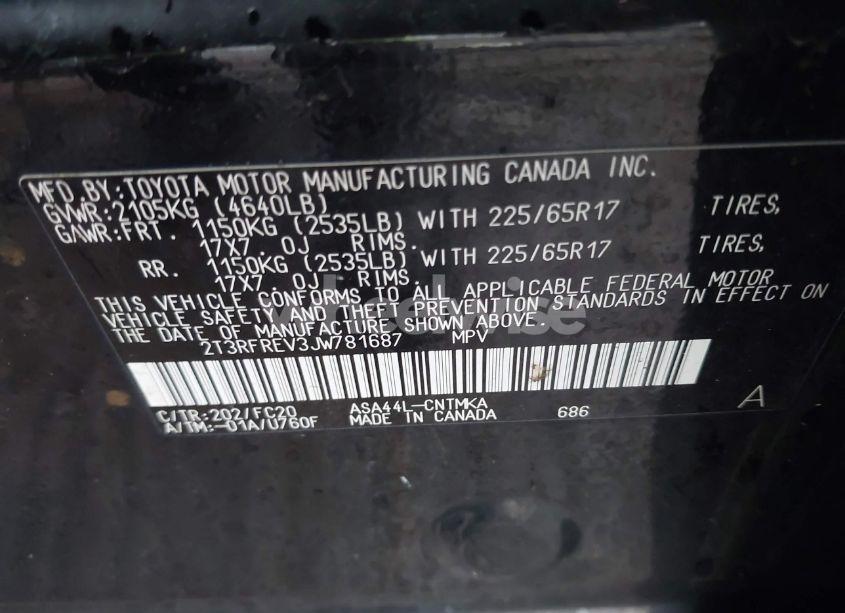 MFD BY:TOYOTA MOTOR MANUFACTURING CANADA INC.
GVWR:2105KG (4640LB)
GAWR:FRT. 1150KG (2535LB) WITH 225/65R17 TIRES,
17X7. 0J RIMS.
RR. 1150KG (2535LB) WITH 225/65R17 TIRES,
17X7. 0J RIMS.
THIS VEHICLE CONFORMS TO ALL APPLICABLE FEDERAL MOTOR
VEHICLE SAFETY AND THEFT PREVENTION STANDARDS IN EFFECT ON
THE DATE OF MANUFACTURE SHOWN ABOVE.
2T3RFREV3JW781687 MPV
C/TR:202/FC20 ASA44L-CNTMKA A
A/TM:-01A/U760F MADE IN CANADA 686